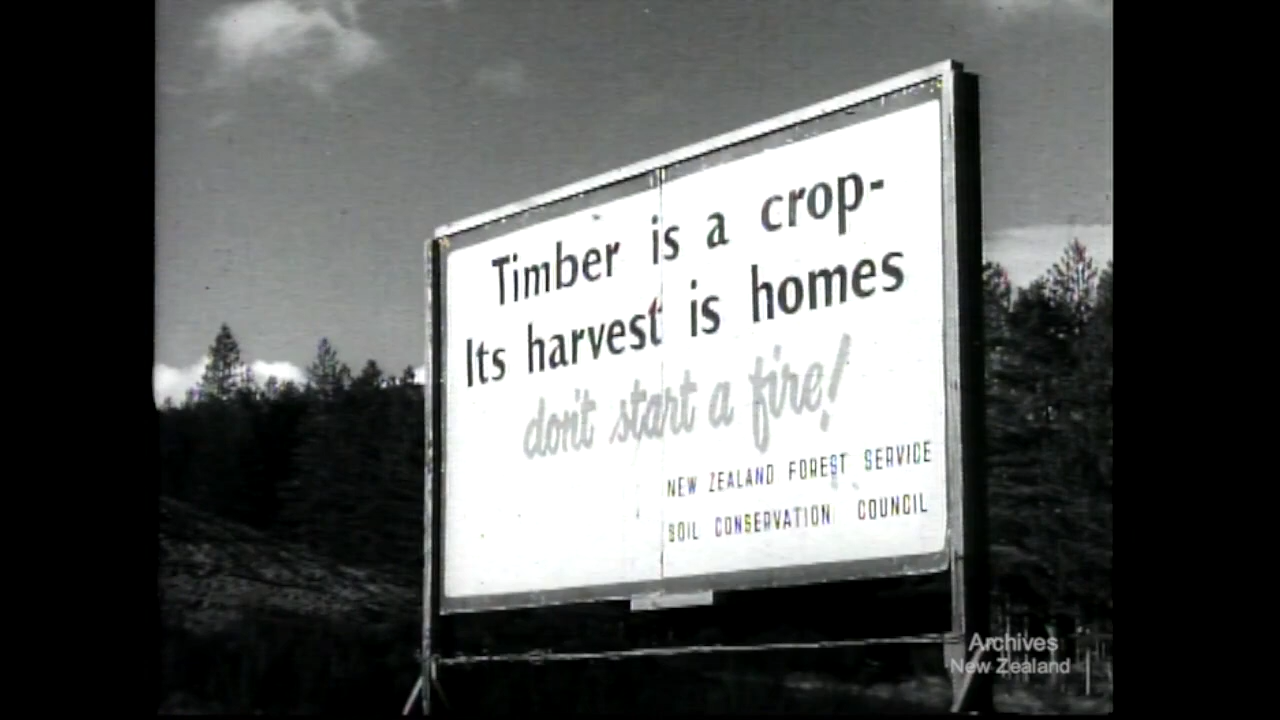 Timber is a crop-
Its harvest is homes
don't start a fire!
NEW ZEALAND FOREST SERVICE
SOIL CONSERVATION COUNCIL
Archives
New Zealand